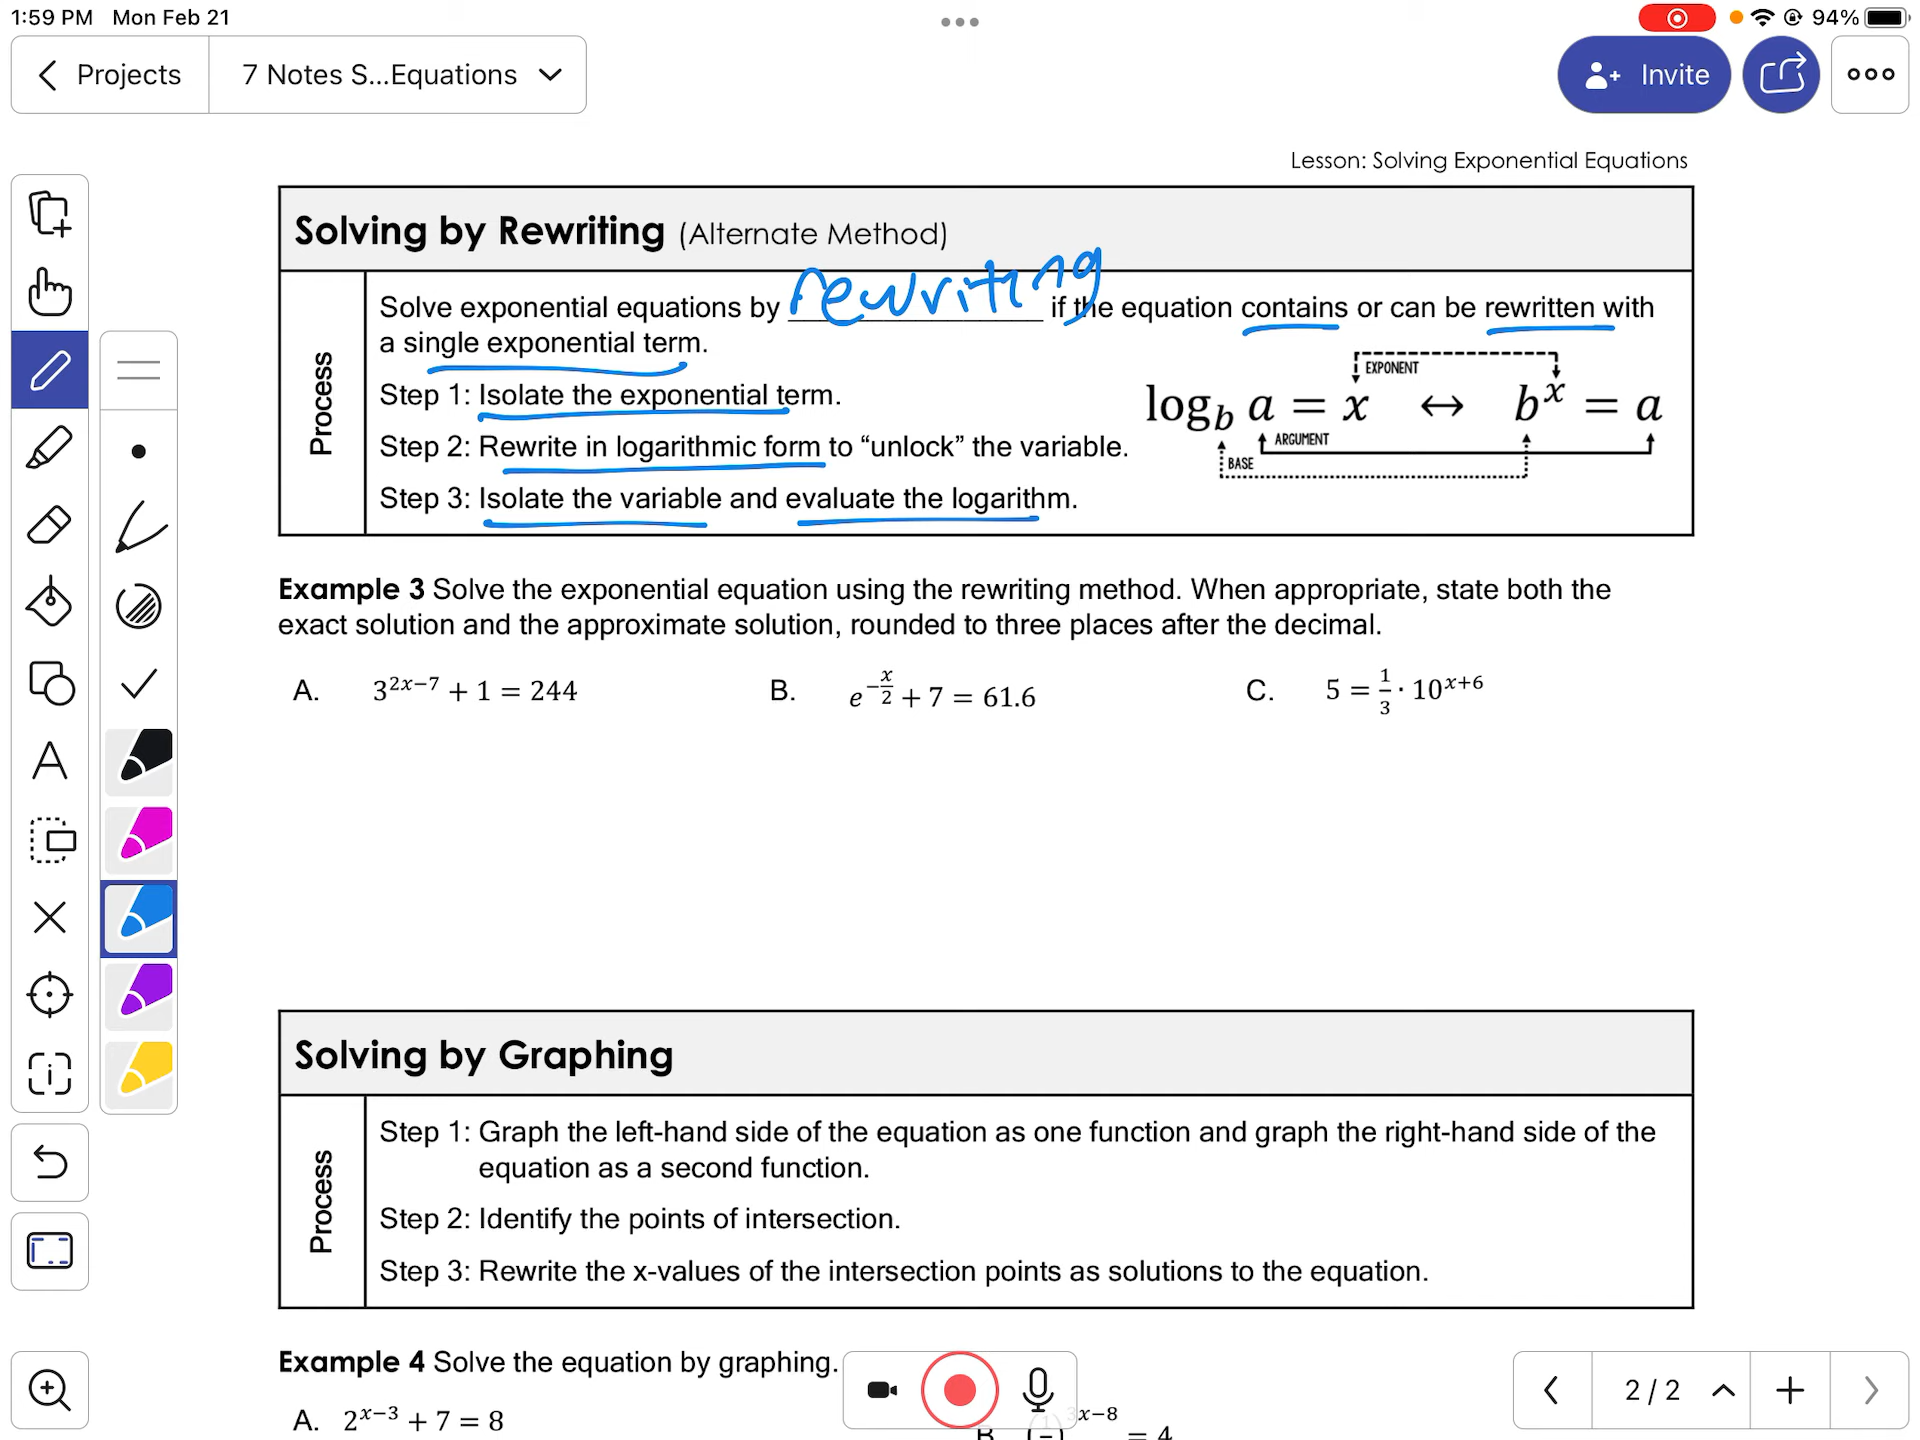 1:59 PM Mon Feb 21
94%
Projects
7 Notes S...Equations
Invite
Lesson: Solving Exponential Equations
Solving by Rewriting (Alternate Method)
Process
Solve exponential equations by rewriting if the equation contains or can be rewritten with
a single exponential term.
Step 1: Isolate the exponential term.
Step 2: Rewrite in logarithmic form to “unlock” the variable.
Step 3: Isolate the variable and evaluate the logarithm.
EXPONENT
log_b a = x ↔ b^x = a
ARGUMENT
BASE
Example 3 Solve the exponential equation using the rewriting method. When appropriate, state both the
exact solution and the approximate solution, rounded to three places after the decimal.
A. 3^{2x−7} + 1 = 244
B. e^{−x/2} + 7 = 61.6
C. 5 = 1/3 · 10^{x+6}
Solving by Graphing
Process
Step 1: Graph the left-hand side of the equation as one function and graph the right-hand side of the
equation as a second function.
Step 2: Identify the points of intersection.
Step 3: Rewrite the x-values of the intersection points as solutions to the equation.
Example 4 Solve the equation by graphing.
A. 2^{x−3} + 7 = 8
B. 3x−8 = 4
2 / 2